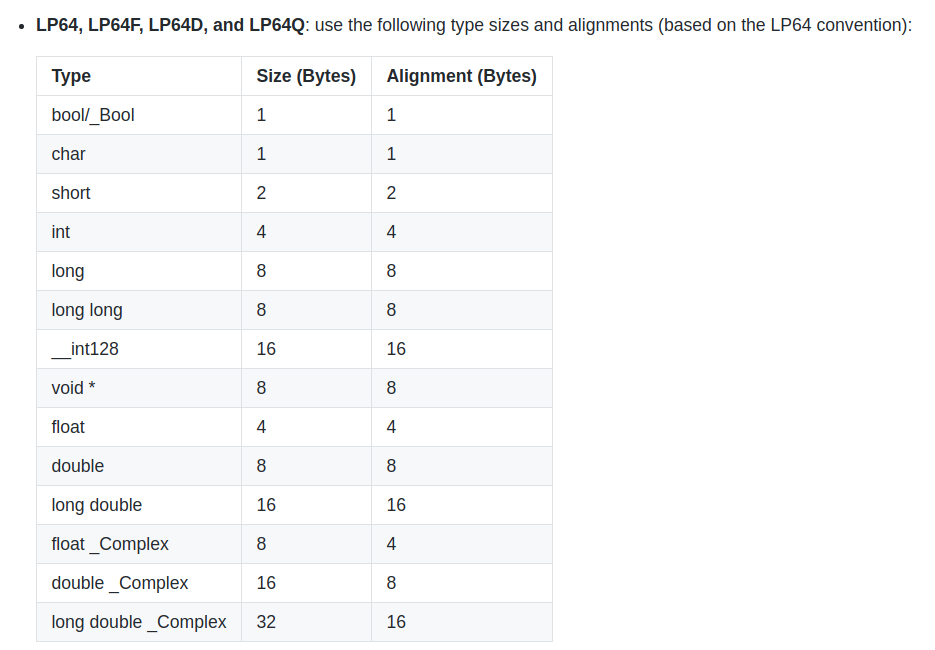 • LP64, LP64F, LP64D, and LP64Q: use the following type sizes and alignments (based on the LP64 convention):
Type Size (Bytes) Alignment (Bytes)
bool/_Bool 1 1
char 1 1
short 2 2
int 4 4
long 8 8
long long 8 8
__int128 16 16
void * 8 8
float 4 4
double 8 8
long double 16 16
float _Complex 8 4
double _Complex 16 8
long double _Complex 32 16